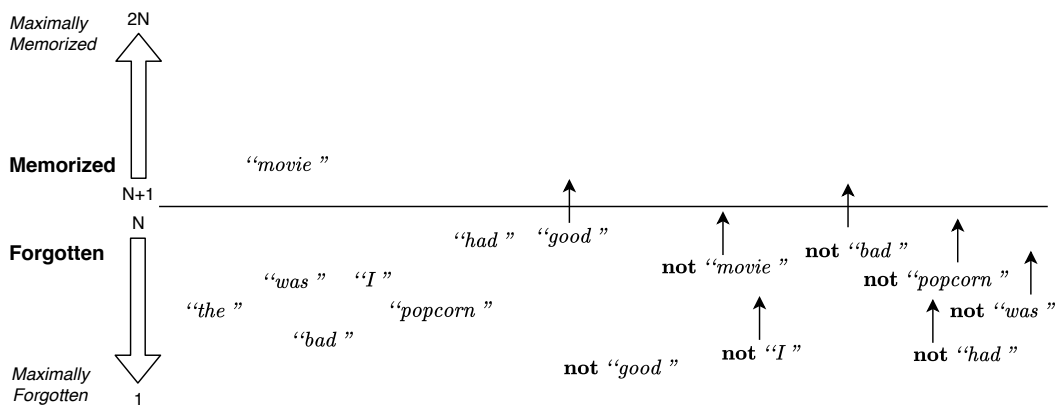 Maximally
Memorized
2N
Memorized
N+1
N
Forgotten
Maximally
Forgotten
1
“movie ”
“had ” “good ”
not “bad ”
not “movie ”
“was ” “I ”
not “popcorn ”
“the ” “popcorn ”
not “was ”
“bad ”
not “I ”
not “had ”
not “good ”